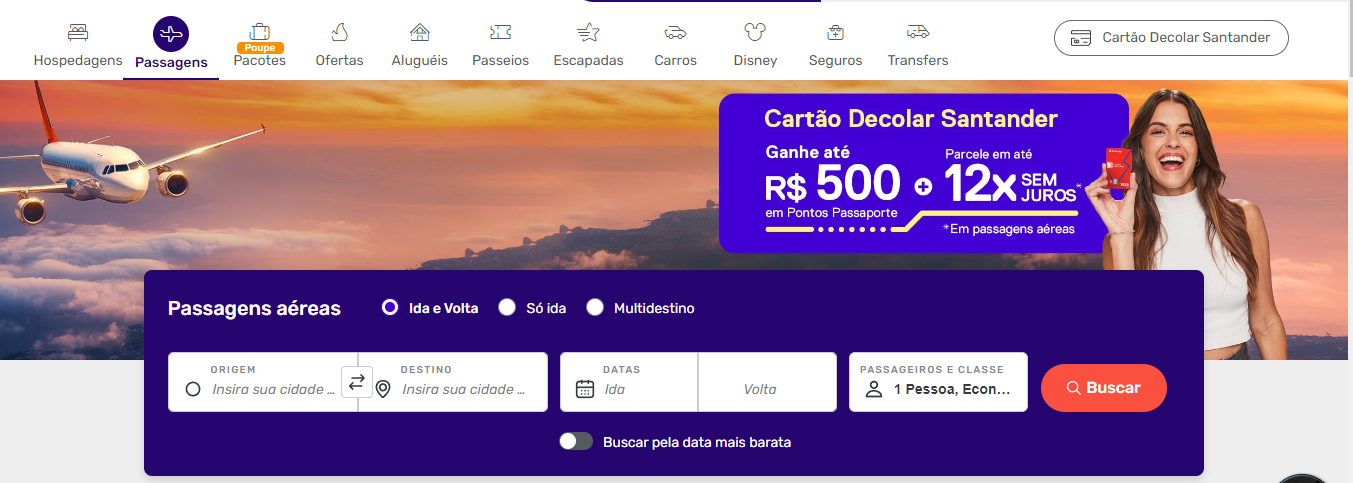 Hospedagens
Passagens
Poupe
Pacotes
Ofertas
Aluguéis
Passeios
Escapadas
Carros
Disney
Seguros
Transfers
Cartão Decolar Santander
Cartão Decolar Santander
Ganhe até
R$ 500
em Pontos Passaporte
+
Parcele em até
12x SEM JUROS*
*Em passagens aéreas
Passagens aéreas
Ida e Volta
Só ida
Multidestino
ORIGEM
Insira sua cidade ...
DESTINO
Insira sua cidade ...
DATAS
Ida
Volta
PASSAGEIROS E CLASSE
1 Pessoa, Econ...
Buscar
Buscar pela data mais barata